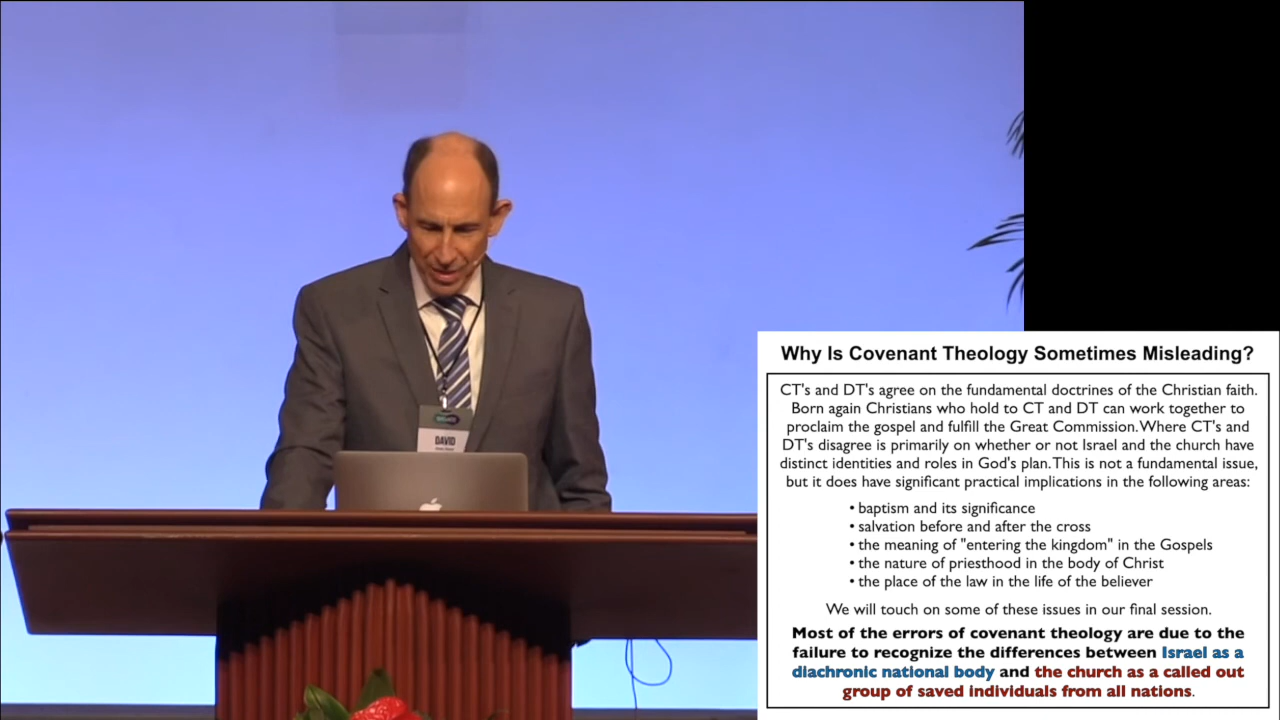 DAVID
Why Is Covenant Theology Sometimes Misleading?
CT's and DT's agree on the fundamental doctrines of the Christian faith.
Born again Christians who hold to CT and DT can work together to
proclaim the gospel and fulfill the Great Commission. Where CT's and
DT's disagree is primarily on whether or not Israel and the church have
distinct identities and roles in God's plan. This is not a fundamental issue,
but it does have significant practical implications in the following areas:
• baptism and its significance
• salvation before and after the cross
• the meaning of "entering the kingdom" in the Gospels
• the nature of priesthood in the body of Christ
• the place of the law in the life of the believer
We will touch on some of these issues in our final session.
Most of the errors of covenant theology are due to the
failure to recognize the differences between Israel as a
diachronic national body and the church as a called out
group of saved individuals from all nations.